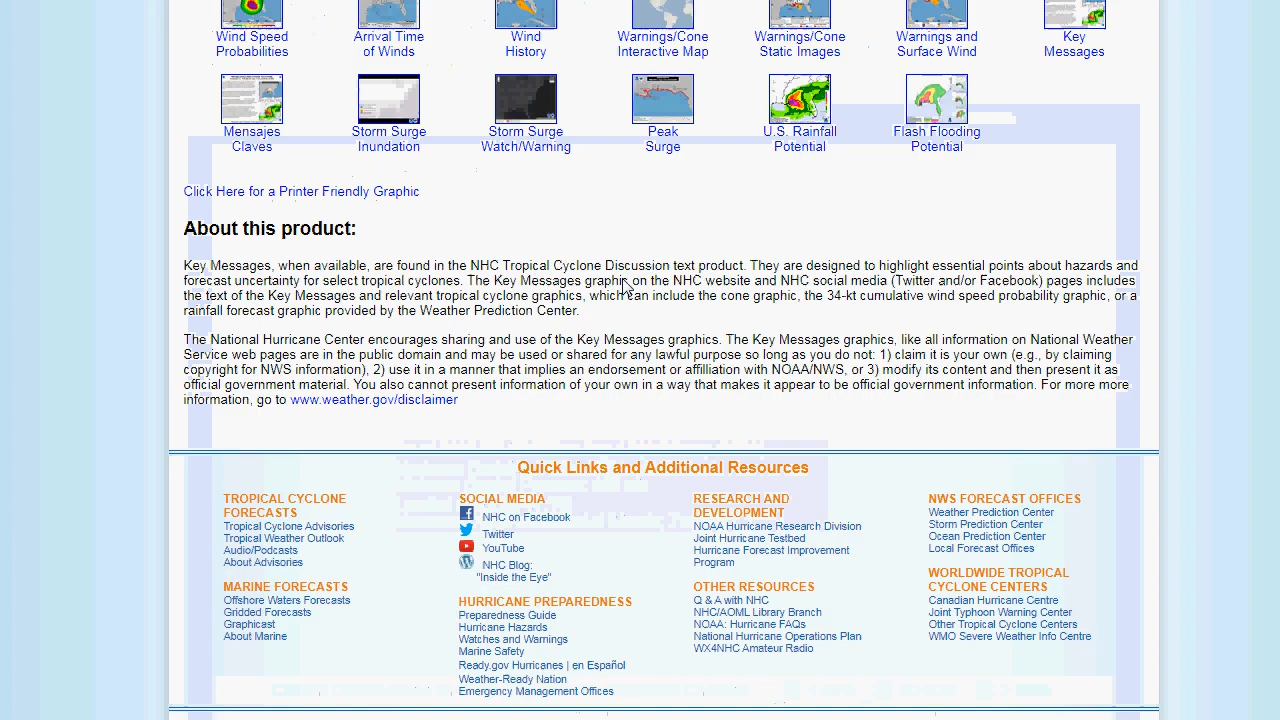 Wind Speed Probabilities
Arrival Time of Winds
Wind History
Warnings/Cone Interactive Map
Warnings/Cone Static Images
Warnings and Surface Wind
Key Messages
Mensajes Claves
Storm Surge Inundation
Storm Surge Watch/Warning
Peak Surge
U.S. Rainfall Potential
Flash Flooding Potential
Click Here for a Printer Friendly Graphic
About this product:
Key Messages, when available, are found in the NHC Tropical Cyclone Discussion text product. They are designed to highlight essential points about hazards and
forecast uncertainty for select tropical cyclones. The Key Messages graphic on the NHC website and NHC social media (Twitter and/or Facebook) pages includes
the text of the Key Messages and relevant tropical cyclone graphics, which can include the cone graphic, the 34-kt cumulative wind speed probability graphic, or a
rainfall forecast graphic provided by the Weather Prediction Center.
The National Hurricane Center encourages sharing and use of the Key Messages graphics. The Key Messages graphics, like all information on National Weather
Service web pages are in the public domain and may be used or shared for any lawful purpose so long as you do not: 1) claim it is your own (e.g., by claiming
copyright for NWS information), 2) use it in a manner that implies an endorsement or affilliation with NOAA/NWS, or 3) modify its content and then present it as
official government material. You also cannot present information of your own in a way that makes it appear to be official government information. For more more
information, go to www.weather.gov/disclaimer
Quick Links and Additional Resources
TROPICAL CYCLONE
FORECASTS
Tropical Cyclone Advisories
Tropical Weather Outlook
Audio/Podcasts
About Advisories
MARINE FORECASTS
Offshore Waters Forecasts
Gridded Forecasts
Graphicast
About Marine
SOCIAL MEDIA
NHC on Facebook
Twitter
YouTube
NHC Blog:
"Inside the Eye"
HURRICANE PREPAREDNESS
Preparedness Guide
Hurricane Hazards
Watches and Warnings
Marine Safety
Ready.gov Hurricanes | en Español
Weather-Ready Nation
Emergency Management Offices
RESEARCH AND
DEVELOPMENT
NOAA Hurricane Research Division
Joint Hurricane Testbed
Hurricane Forecast Improvement
Program
OTHER RESOURCES
Q & A with NHC
NHC/AOML Library Branch
NOAA: Hurricane FAQs
National Hurricane Operations Plan
WX4NHC Amateur Radio
NWS FORECAST OFFICES
Weather Prediction Center
Storm Prediction Center
Ocean Prediction Center
Local Forecast Offices
WORLDWIDE TROPICAL
CYCLONE CENTERS
Canadian Hurricane Centre
Joint Typhoon Warning Center
Other Tropical Cyclone Centers
WMO Severe Weather Info Centre